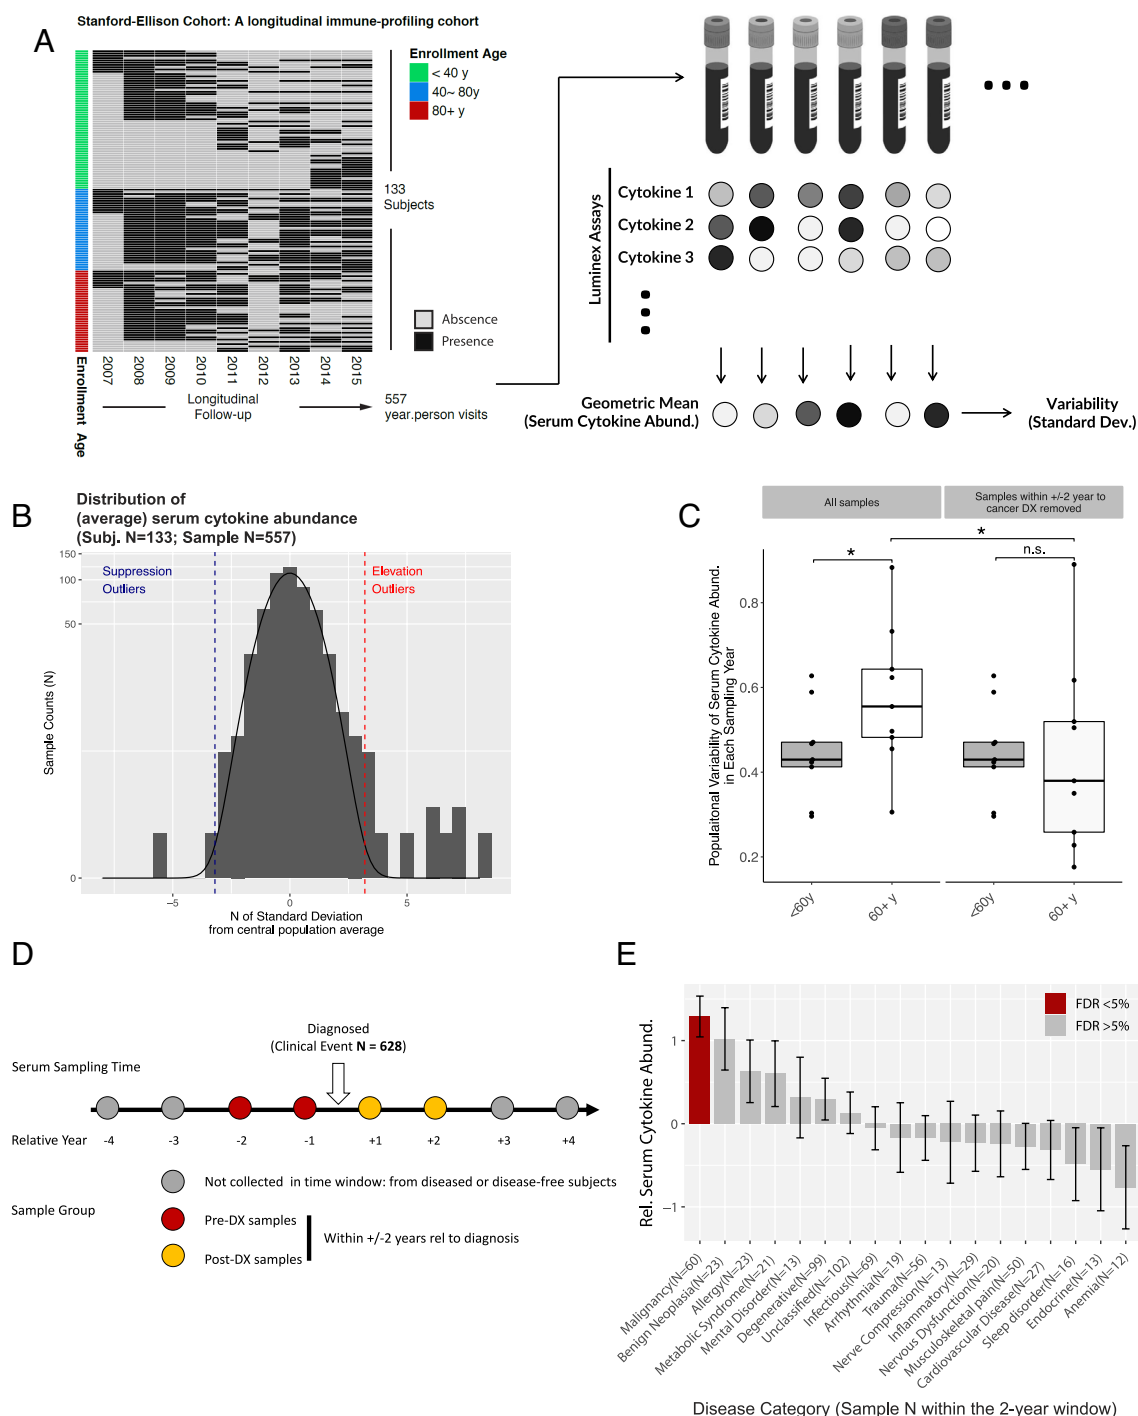 Stanford-Ellison Cohort: A longitudinal immune-profiling cohort
A
Enrollment Age
< 40 y
40~ 80y
80+ y
133
Subjects
Abscence
Presence
2007
2008
2009
2010
2011
2012
2013
2014
2015
Enrollment Age
Longitudinal
Follow-up
557
year.person visits
Luminex Assays
Cytokine 1
Cytokine 2
Cytokine 3
Geometric Mean
(Serum Cytokine Abund.)
Variability
(Standard Dev.)
B
Distribution of
(average) serum cytokine abundance
(Subj. N=133; Sample N=557)
Suppression
Outliers
Elevation
Outliers
150
100
50
0
Sample Counts (N)
−5
0
5
N of Standard Deviation
from central population average
C
All samples
Samples within +/-2 year to
cancer DX removed
*
*
n.s.
0.8
0.6
0.4
0.2
Populaitonal Variability of Serum Cytokine Abund.
in Each Sampling Year
<60y
60+ y
<60y
60+ y
D
Diagnosed
(Clinical Event N = 628)
Serum Sampling Time
Relative Year
-4
-3
-2
-1
+1
+2
+3
+4
Not collected in time window: from diseased or disease-free subjects
Sample Group
Pre-DX samples
Post-DX samples
Within +/-2 years rel to diagnosis
E
FDR <5%
FDR >5%
1
0
−1
Rel. Serum Cytokine Abund.
Malignancy(N=60)
Benign Neoplasia(N=23)
Allergy(N=23)
Metabolic Syndrome(N=21)
Mental Disorder(N=13)
Degenerative(N=99)
Unclassified(N=102)
Infectious(N=69)
Arrhythmia(N=19)
Trauma(N=56)
Nerve Compression(N=13)
Inflammatory(N=29)
Nervous Dysfunction(N=20)
Musculoskeletal pain(N=50)
Cardiovascular Disease(N=27)
Sleep disorder(N=16)
Endocrine(N=13)
Anemia(N=12)
Disease Category (Sample N within the 2-year window)